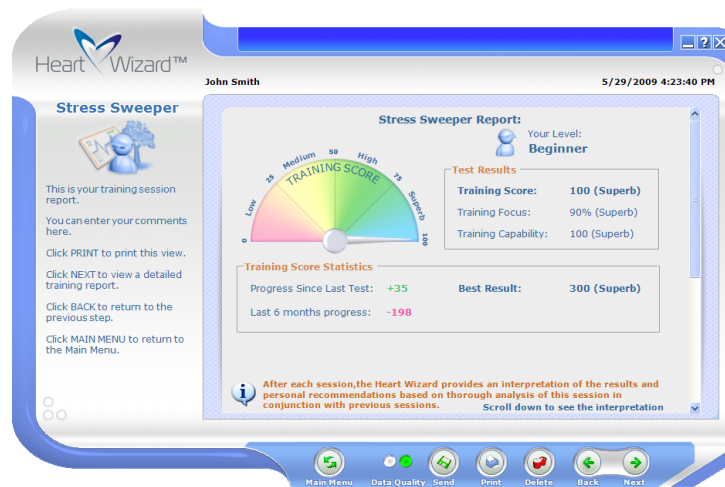 Heart Wizard™
John Smith
5/29/2009 4:23:40 PM
Stress Sweeper
This is your training session
report.
You can enter your comments
here.
Click PRINT to print this view.
Click NEXT to view a detailed
training report.
Click BACK to return to the
previous step.
Click MAIN MENU to return to
the Main Menu.
Stress Sweeper Report:
Your Level:
Beginner
TRAINING SCORE
0
Low
25
Medium
50
High
75
Superb
100
Test Results
Training Score: 100 (Superb)
Training Focus: 90% (Superb)
Training Capability: 100 (Superb)
Training Score Statistics
Progress Since Last Test: +35
Best Result: 300 (Superb)
Last 6 months progress: -198
After each session,the Heart Wizard provides an interpretation of the results and
personal recommendations based on thorough analysis of this session in
conjunction with previous sessions.
Scroll down to see the interpretation
Main Menu
Data Quality
Send
Print
Delete
Back
Next